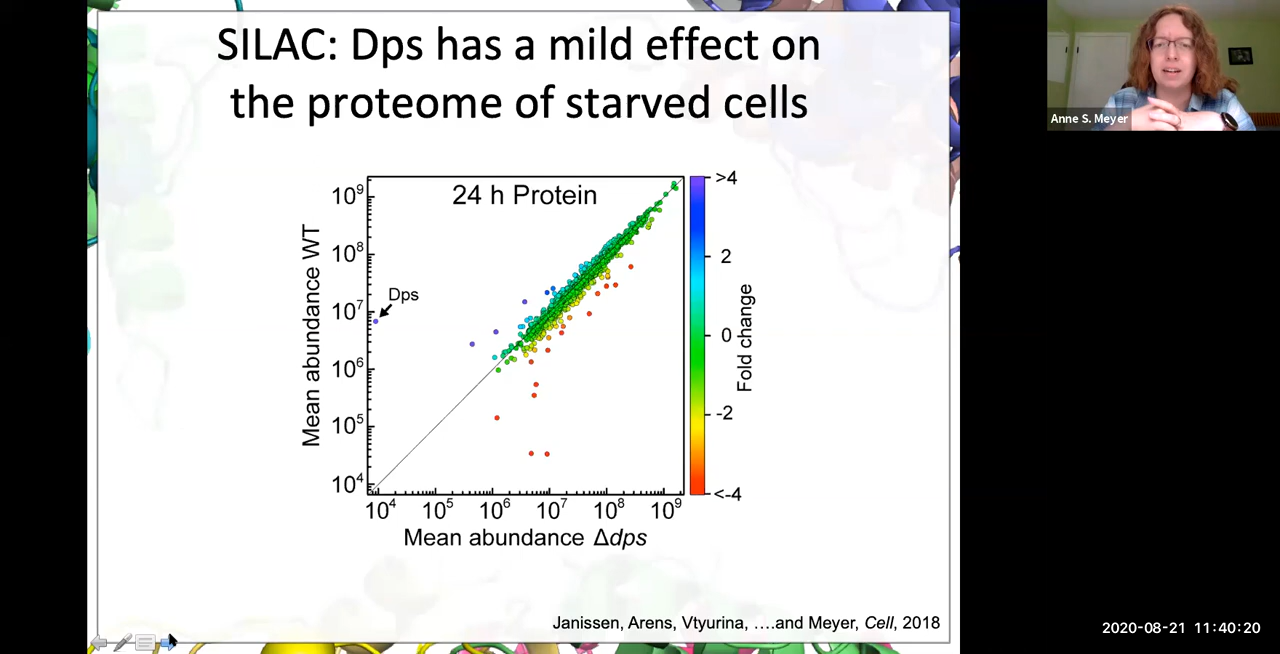 SILAC: Dps has a mild effect on
the proteome of starved cells
Anne S. Meyer
24 h Protein
Mean abundance WT
10⁹
10⁸
10⁷
10⁶
10⁵
10⁴
Dps
10⁴ 10⁵ 10⁶ 10⁷ 10⁸ 10⁹
Mean abundance Δdps
>4
2
0
-2
<-4
Fold change
Janissen, Arens, Vtyurina, ....and Meyer, Cell, 2018
2020-08-21 11:40:20